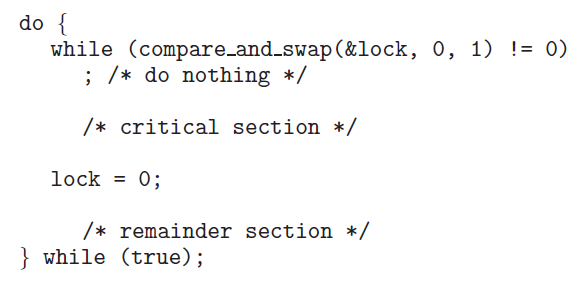 do {
while (compare_and_swap(&lock, 0, 1) != 0)
; /* do nothing */
/* critical section */
lock = 0;
/* remainder section */
} while (true);